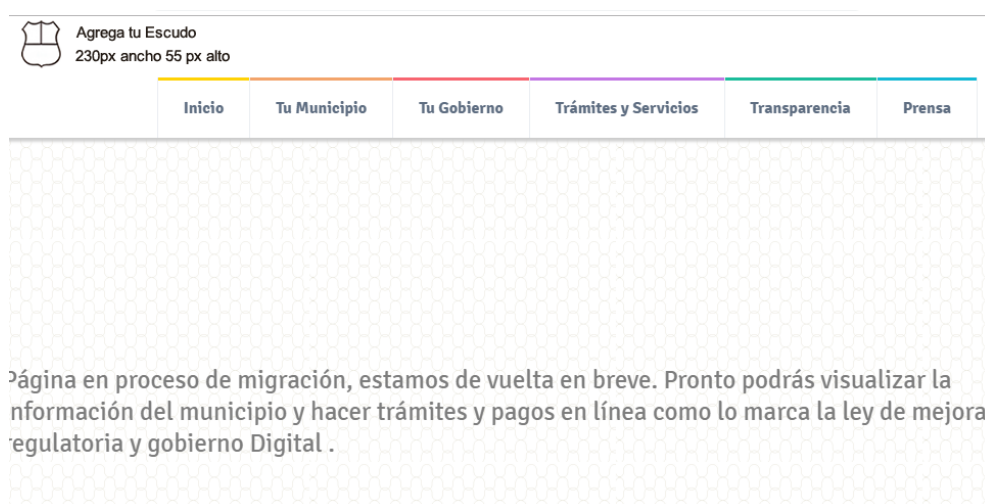 Agrega tu Escudo
230px ancho 55 px alto
Inicio Tu Municipio Tu Gobierno Trámites y Servicios Transparencia Prensa
Página en proceso de migración, estamos de vuelta en breve. Pronto podrás visualizar la
nformación del municipio y hacer trámites y pagos en línea como lo marca la ley de mejora
regulatoria y gobierno Digital .